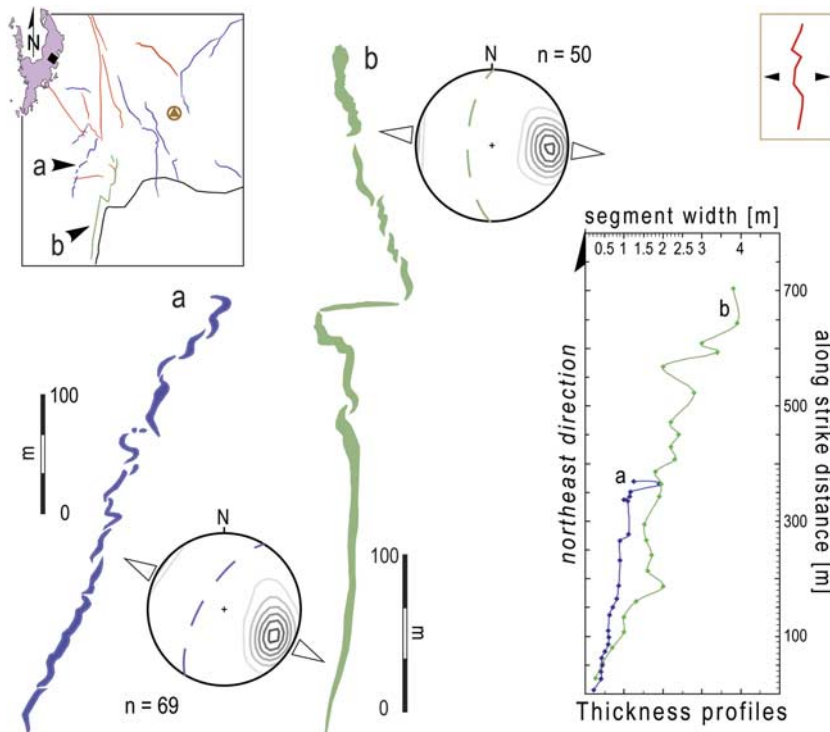 N
a
b
b
N
n = 50
a
100
m
0
N
n = 69
100
m
0
segment width [m]
0.5 1 1.5 2 2.5 3 4
northeast direction
b
a
700
500
300
100
along strike distance [m]
Thickness profiles